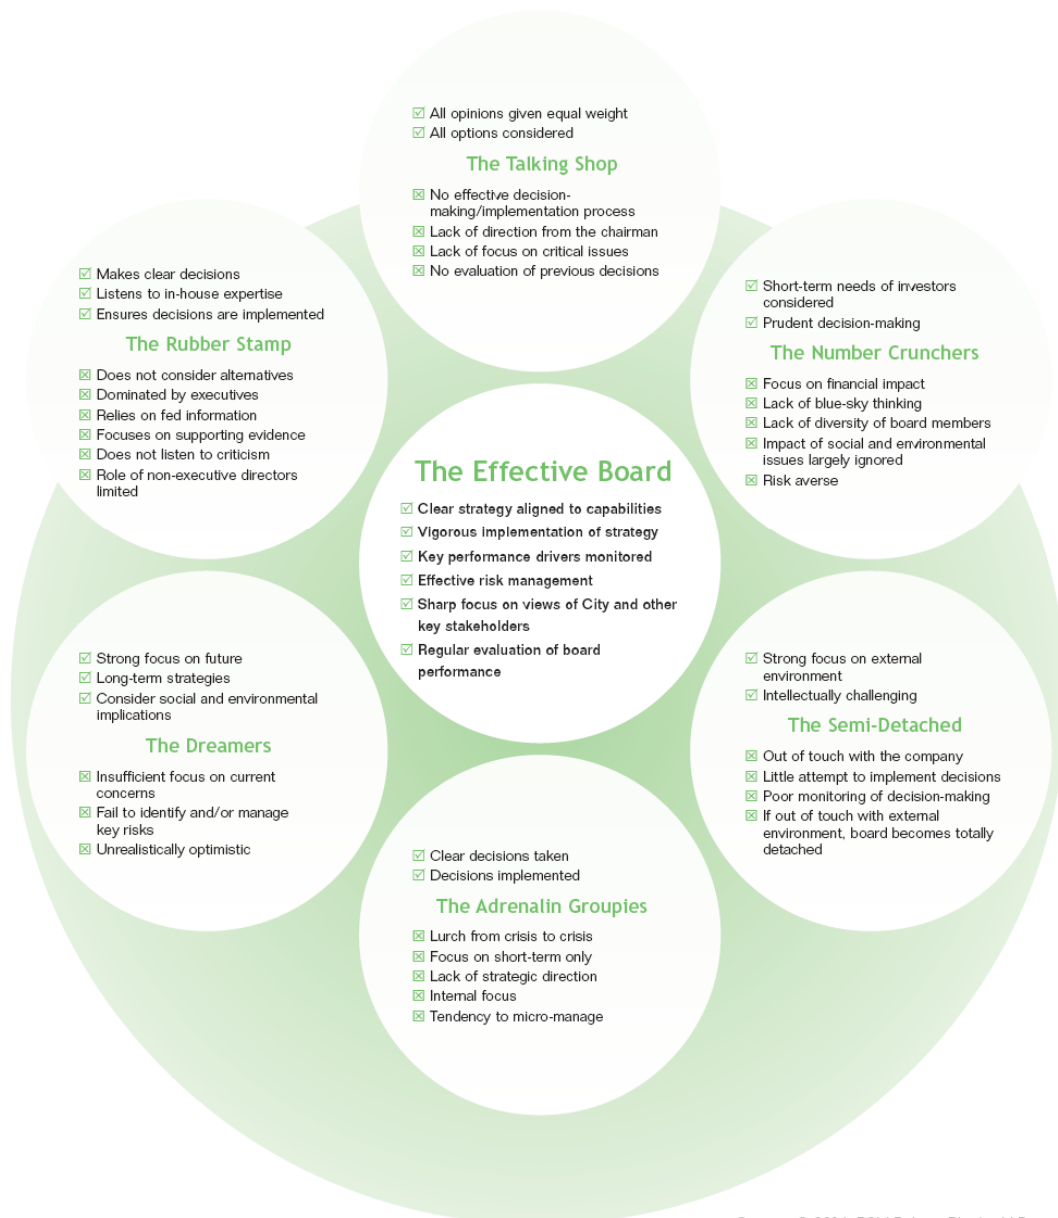 ☑ All opinions given equal weight
☑ All options considered
The Talking Shop
☒ No effective decision-
making/implementation process
☒ Lack of direction from the chairman
☒ Lack of focus on critical issues
☒ No evaluation of previous decisions
☑ Makes clear decisions
☑ Listens to in-house expertise
☑ Ensures decisions are implemented
The Rubber Stamp
☒ Does not consider alternatives
☒ Dominated by executives
☒ Relies on fed information
☒ Focuses on supporting evidence
☒ Does not listen to criticism
☒ Role of non-executive directors
limited
☑ Short-term needs of investors
considered
☑ Prudent decision-making
The Number Crunchers
☒ Focus on financial impact
☒ Lack of blue-sky thinking
☒ Lack of diversity of board members
☒ Impact of social and environmental
issues largely ignored
☒ Risk averse
The Effective Board
☑ Clear strategy aligned to capabilities
☑ Vigorous implementation of strategy
☑ Key performance drivers monitored
☑ Effective risk management
☑ Sharp focus on views of City and other
key stakeholders
☑ Regular evaluation of board
performance
☑ Strong focus on future
☑ Long-term strategies
☑ Consider social and environmental
implications
The Dreamers
☒ Insufficient focus on current
concerns
☒ Fail to identify and/or manage
key risks
☒ Unrealistically optimistic
☑ Strong focus on external
environment
☑ Intellectually challenging
The Semi-Detached
☒ Out of touch with the company
☒ Little attempt to implement decisions
☒ Poor monitoring of decision-making
☒ If out of touch with external
environment, board becomes totally
detached
☑ Clear decisions taken
☑ Decisions implemented
The Adrenalin Groupies
☒ Lurch from crisis to crisis
☒ Focus on short-term only
☒ Lack of strategic direction
☒ Internal focus
☒ Tendency to micro-manage